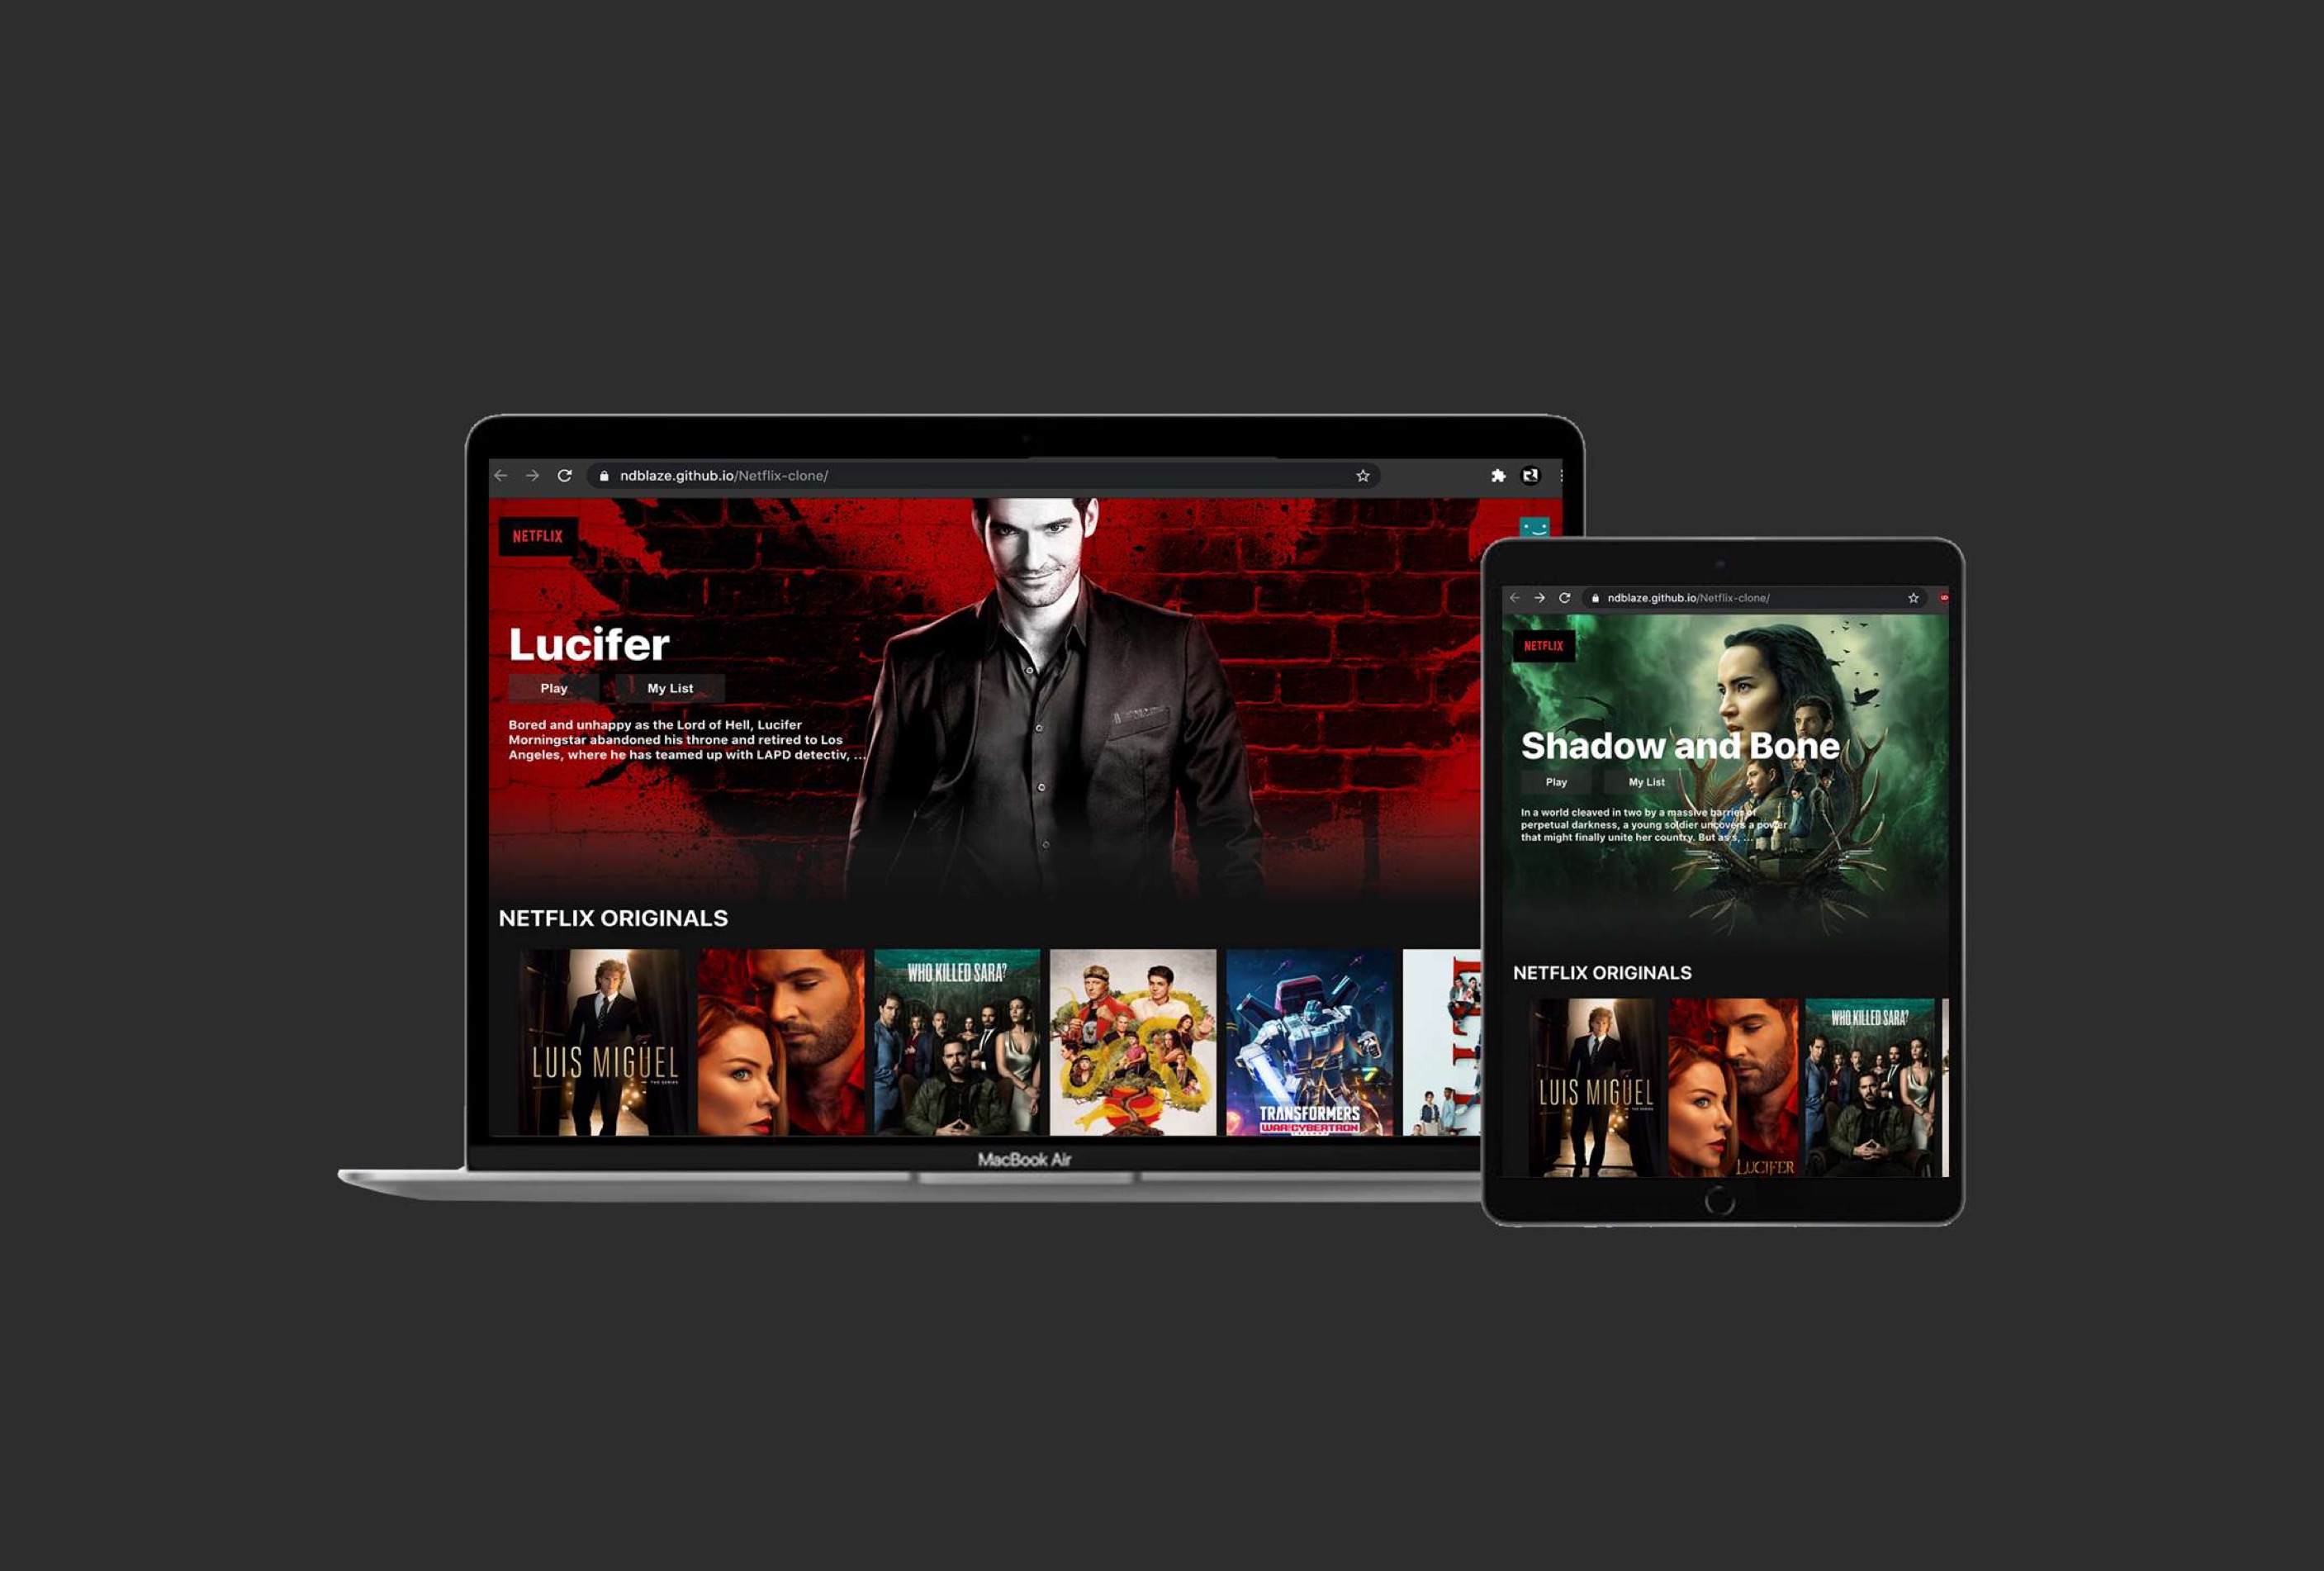 ndblaze.github.io/Netflix-clone/
NETFLIX
Lucifer
Play
My List
Bored and unhappy as the Lord of Hell, Lucifer
Morningstar abandoned his throne and retired to Los
Angeles, where he has teamed up with LAPD detectiv, ...
NETFLIX ORIGINALS
LUIS MIGUEL
THE SERIES
WHO KILLED SARA?
TRANSFORMERS
WAR:CYBERTRON
MacBook Air
ndblaze.github.io/Netflix-clone/
NETFLIX
Shadow and Bone
Play
My List
In a world cleaved in two by a massive barrier of
perpetual darkness, a young soldier uncovers a power
that might finally unite her country. But as s, ...
NETFLIX ORIGINALS
LUIS MIGUEL
THE SERIES
LUCIFER
WHO KILLED SARA?